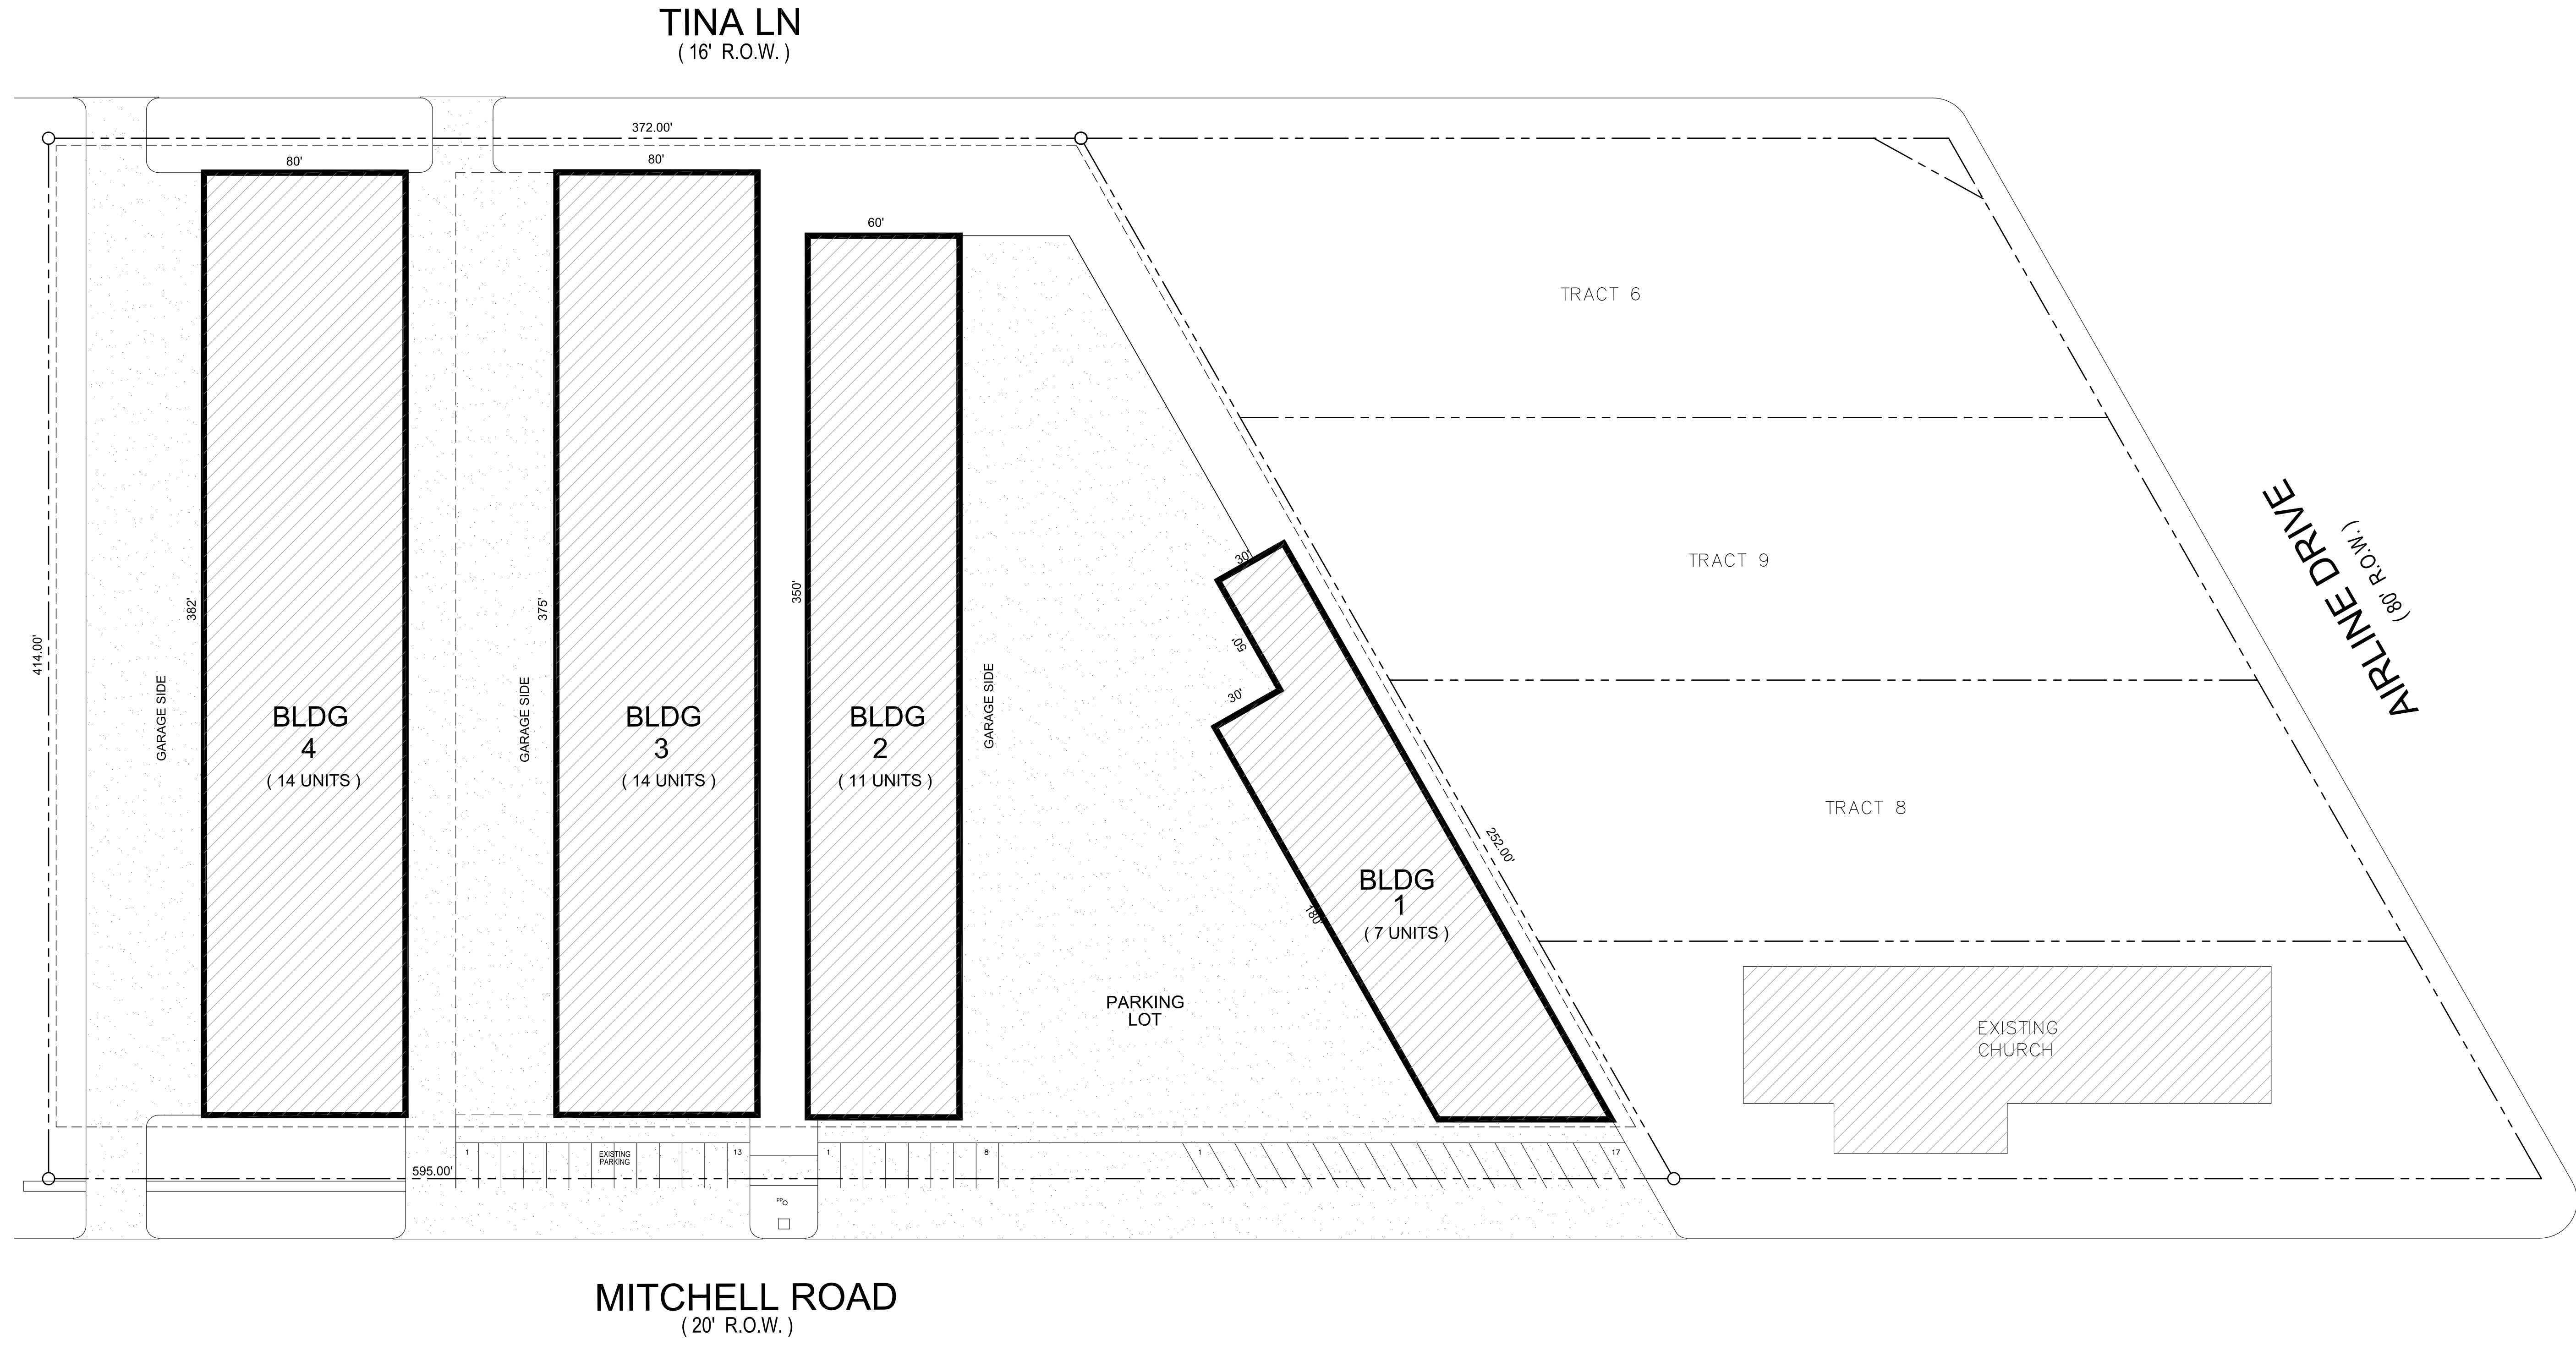 TINA LN
( 16' R.O.W. )
372.00'
80'
80'
60'
TRACT 6
AIRLINE DRIVE
( 80' R.O.W. )
30'
TRACT 9
382'
375'
350'
414.00'
50'
30'
GARAGE SIDE
GARAGE SIDE
GARAGE SIDE
BLDG
4
( 14 UNITS )
BLDG
3
( 14 UNITS )
BLDG
2
( 11 UNITS )
TRACT 8
252.00'
BLDG
1
( 7 UNITS )
180'
PARKING
LOT
EXISTING
CHURCH
1
EXISTING
PARKING
13
1
8
1
17
595.00'
PP
MITCHELL ROAD
( 20' R.O.W. )